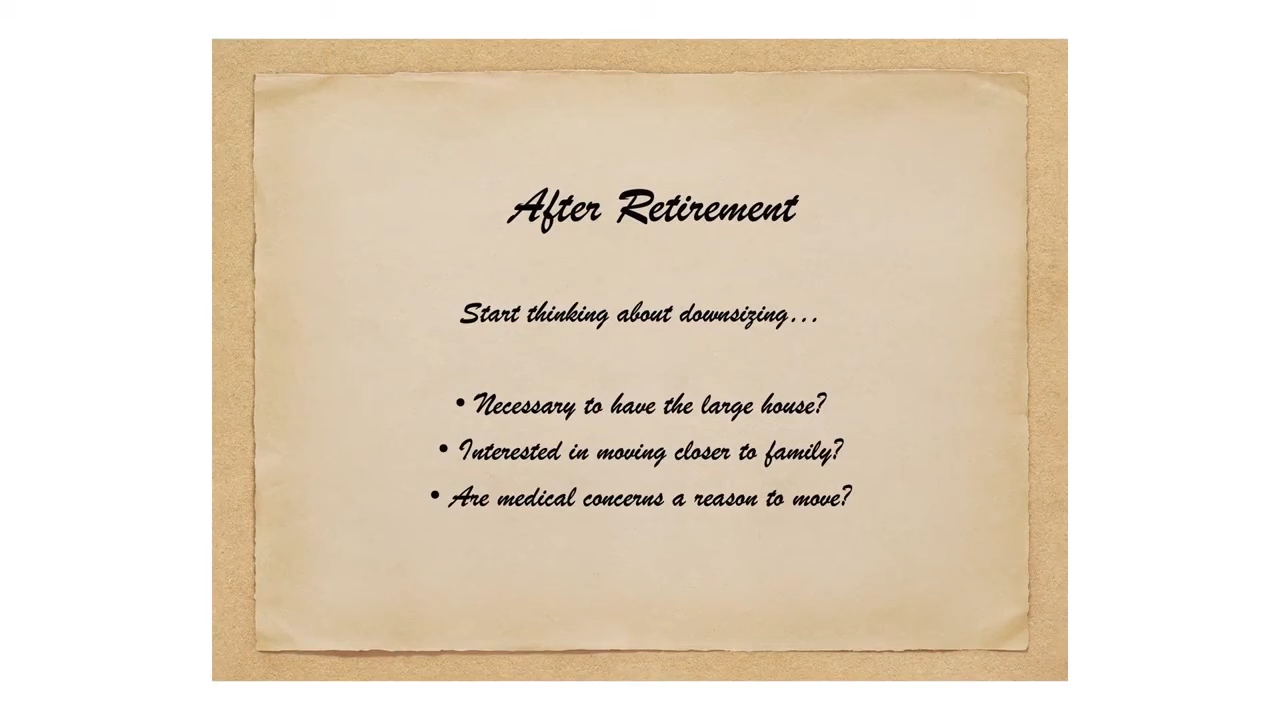 After Retirement
Start thinking about downsizing...
• Necessary to have the large house?
• Interested in moving closer to family?
• Are medical concerns a reason to move?